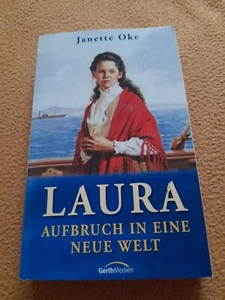 Janette Oke
LAURA
AUFBRUCH IN EINE
NEUE WELT
GerthMedien